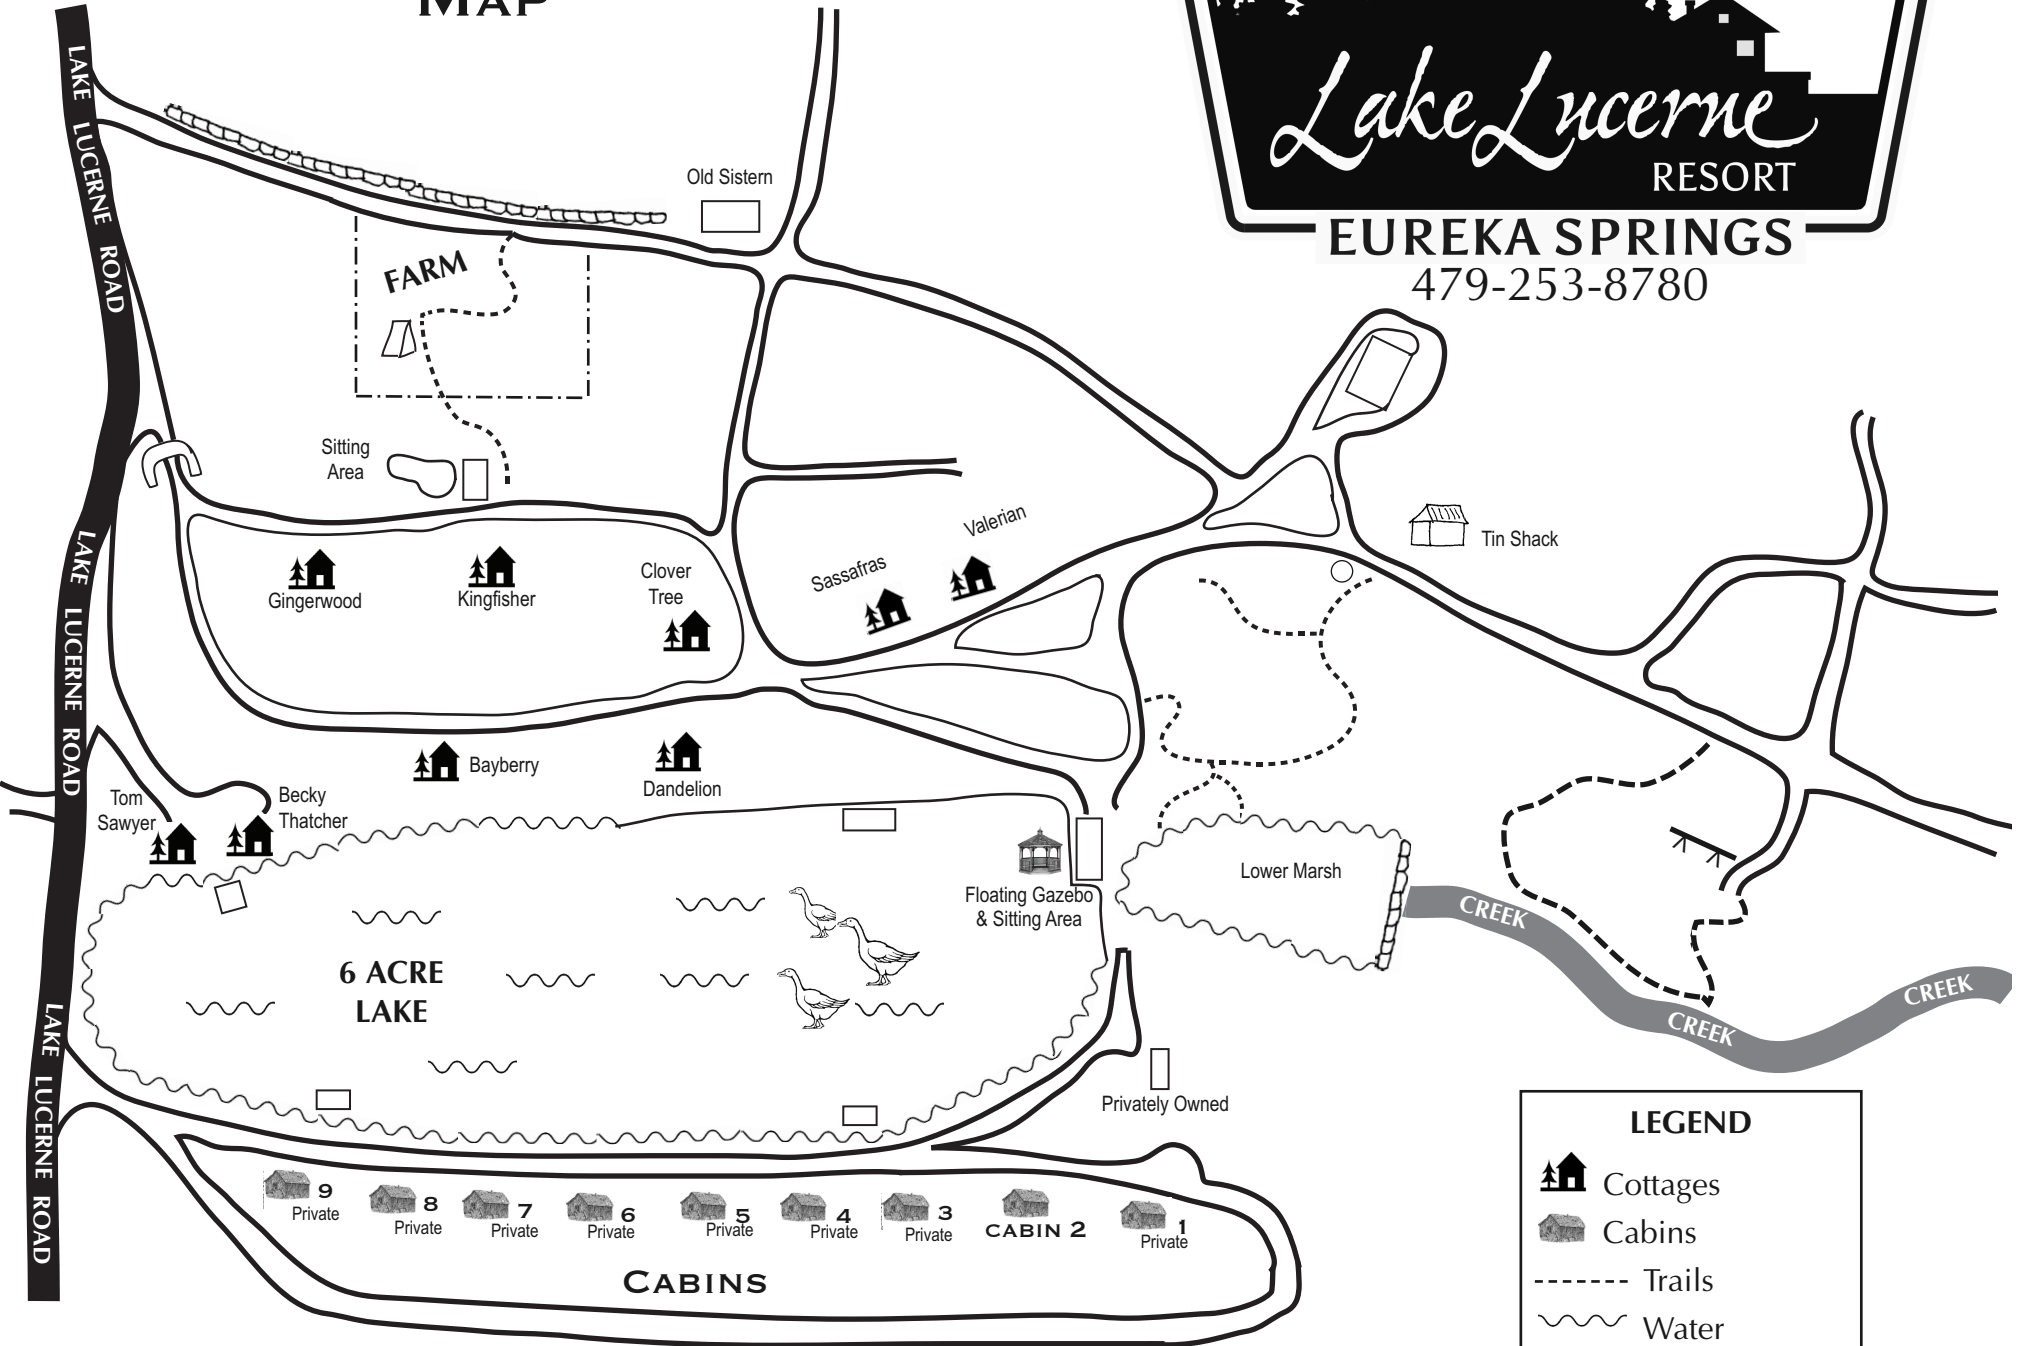 MAP
Lake Lucerne
RESORT
EUREKA SPRINGS
479-253-8780
LAKE LUCERNE ROAD
LAKE LUCERNE ROAD
LAKE LUCERNE ROAD
Old Sistern
FARM
Sitting
Area
Gingerwood
Kingfisher
Clover
Tree
Sassafras
Valerian
Tin Shack
Bayberry
Dandelion
Tom
Sawyer
Becky
Thatcher
Floating Gazebo
& Sitting Area
Lower Marsh
CREEK
CREEK
CREEK
6 ACRE
LAKE
Privately Owned
9
Private
8
Private
7
Private
6
Private
5
Private
4
Private
3
Private
CABIN 2
1
Private
CABINS
LEGEND
Cottages
Cabins
Trails
Water